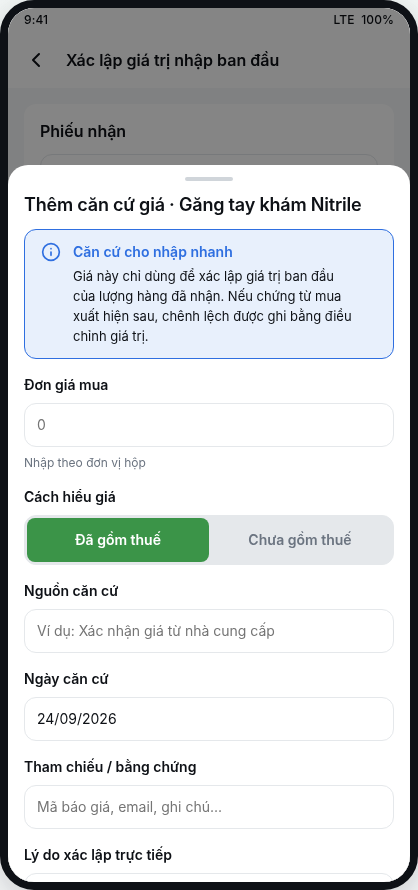 9:41
LTE 100%
Xác lập giá trị nhập ban đầu
Phiếu nhận
Thêm căn cứ giá · Găng tay khám Nitrile
Căn cứ cho nhập nhanh
Giá này chỉ dùng để xác lập giá trị ban đầu
của lượng hàng đã nhận. Nếu chứng từ mua
xuất hiện sau, chênh lệch được ghi bằng điều
chỉnh giá trị.
Đơn giá mua
0
Nhập theo đơn vị hộp
Cách hiểu giá
Đã gồm thuế
Chưa gồm thuế
Nguồn căn cứ
Ví dụ: Xác nhận giá từ nhà cung cấp
Ngày căn cứ
24/09/2026
Tham chiếu / bằng chứng
Mã báo giá, email, ghi chú...
Lý do xác lập trực tiếp